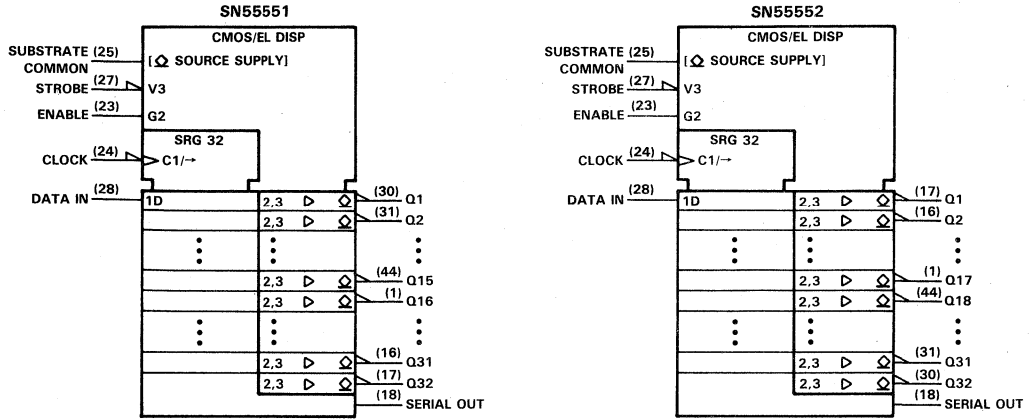 SN55551
CMOS/EL DISP
SUBSTRATE (25)
COMMON
[◇ SOURCE SUPPLY]
STROBE (27) V3
ENABLE (23) G2
SRG 32
CLOCK (24) C1/→
DATA IN (28) 1D 2,3 ▷ ◇ (30) Q1
2,3 ▷ ◇ (31) Q2
2,3 ▷ ◇ (44) Q15
2,3 ▷ ◇ (1) Q16
2,3 ▷ ◇ (16) Q31
2,3 ▷ ◇ (17) Q32
(18) SERIAL OUT
SN55552
CMOS/EL DISP
SUBSTRATE (25)
COMMON
[◇ SOURCE SUPPLY]
STROBE (27) V3
ENABLE (23) G2
SRG 32
CLOCK (24) C1/→
DATA IN (28) 1D 2,3 ▷ ◇ (17) Q1
2,3 ▷ ◇ (16) Q2
2,3 ▷ ◇ (1) Q17
2,3 ▷ ◇ (44) Q18
2,3 ▷ ◇ (31) Q31
2,3 ▷ ◇ (30) Q32
(18) SERIAL OUT